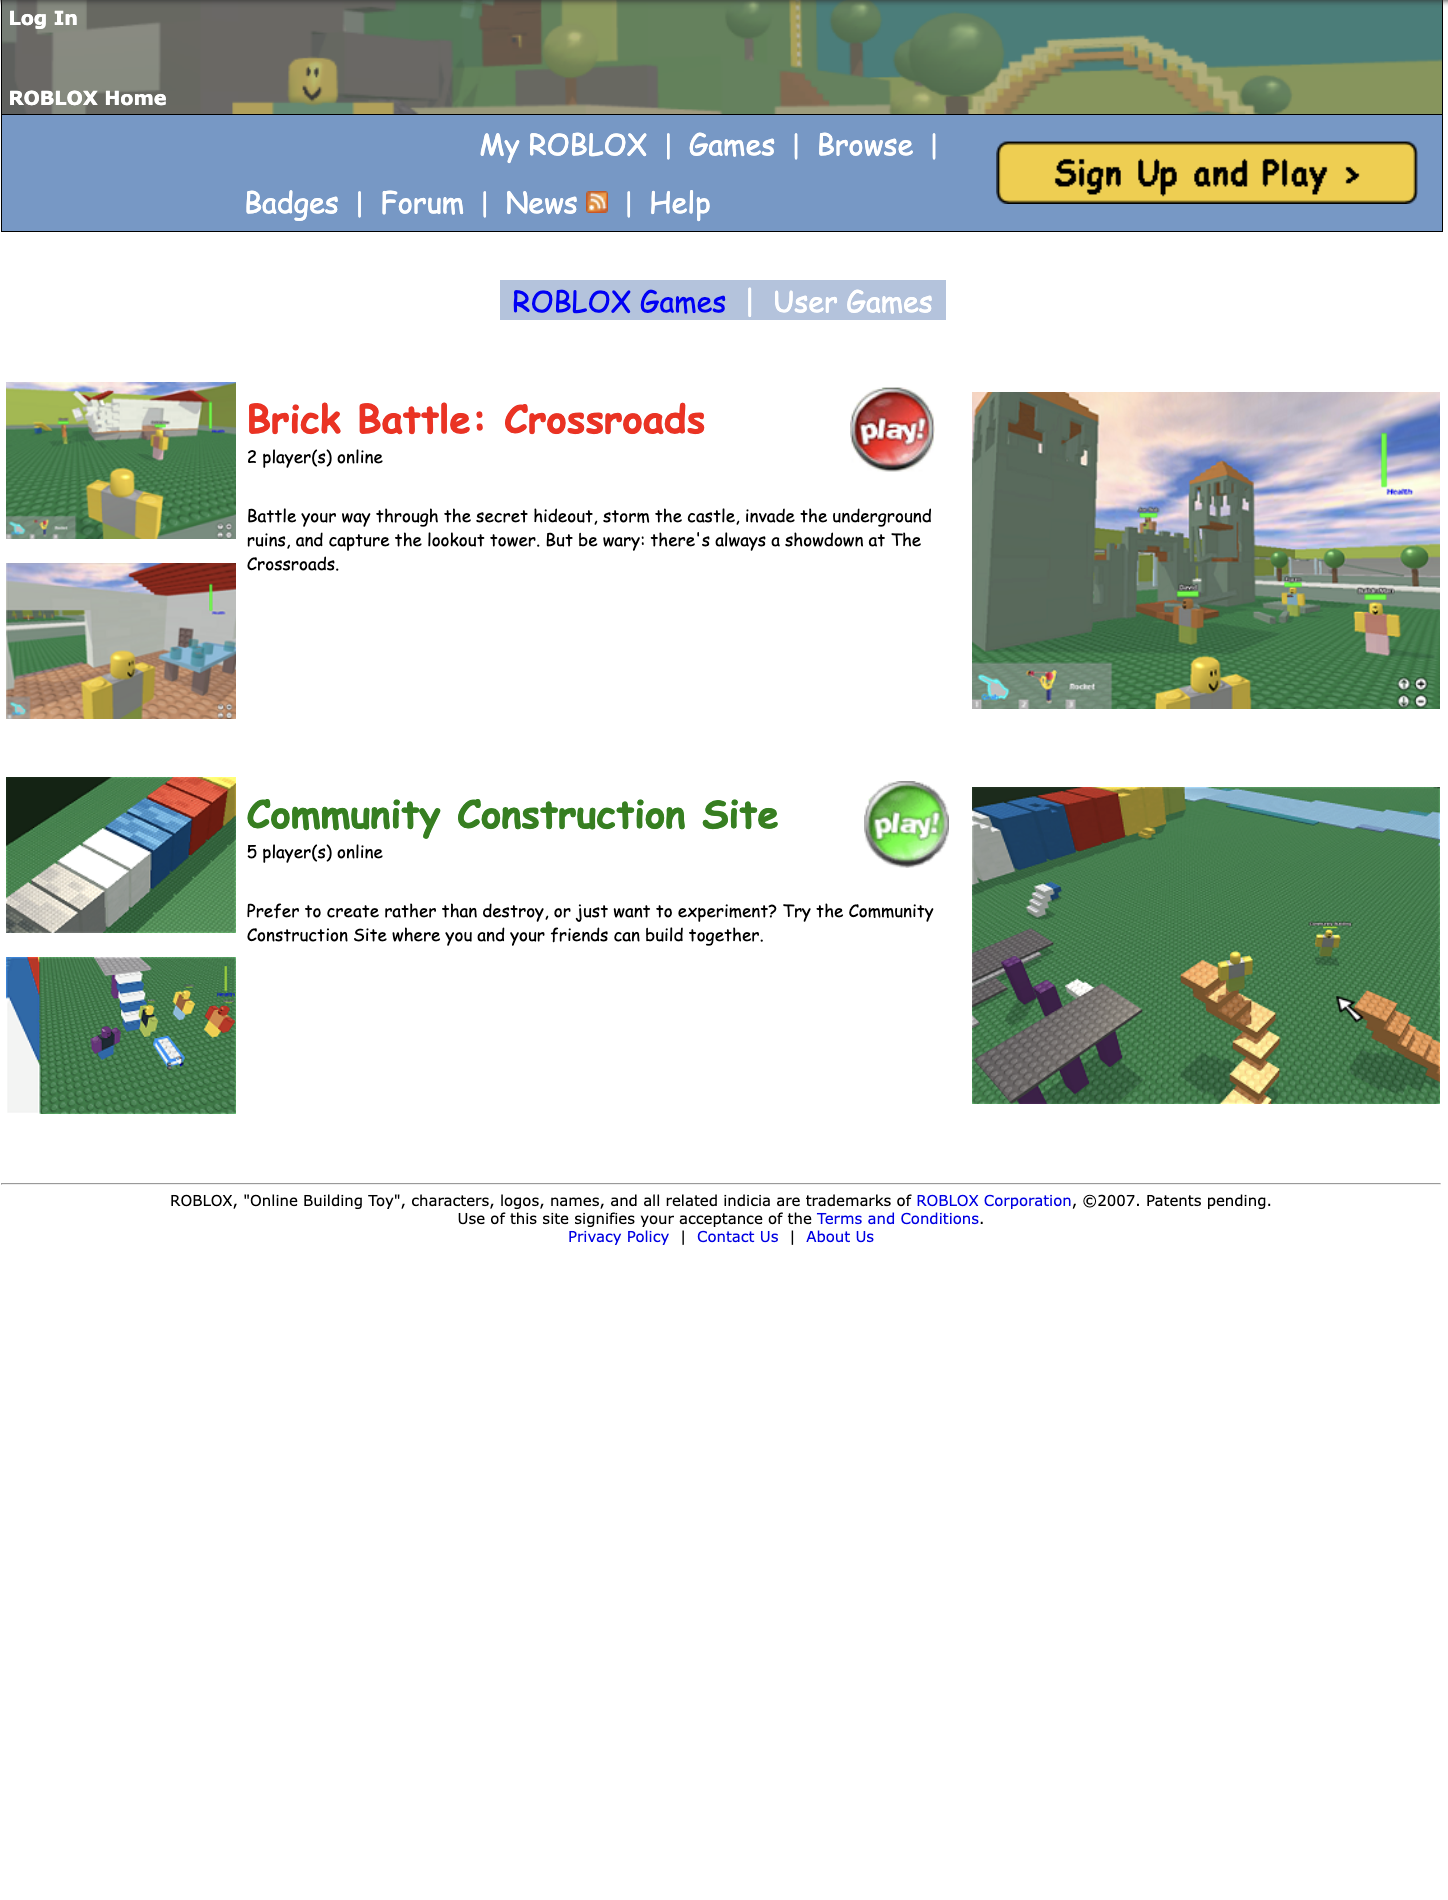 Log In
ROBLOX Home
My ROBLOX | Games | Browse |
Badges | Forum | News | Help
Sign Up and Play >
ROBLOX Games | User Games
Brick Battle: Crossroads
play!
2 player(s) online
Battle your way through the secret hideout, storm the castle, invade the underground
ruins, and capture the lookout tower. But be wary: there's always a showdown at The
Crossroads.
Health
Rocket
1 2 3
Community Construction Site
play!
5 player(s) online
Prefer to create rather than destroy, or just want to experiment? Try the Community
Construction Site where you and your friends can build together.
ROBLOX, "Online Building Toy", characters, logos, names, and all related indicia are trademarks of ROBLOX Corporation, ©2007. Patents pending.
Use of this site signifies your acceptance of the Terms and Conditions.
Privacy Policy | Contact Us | About Us